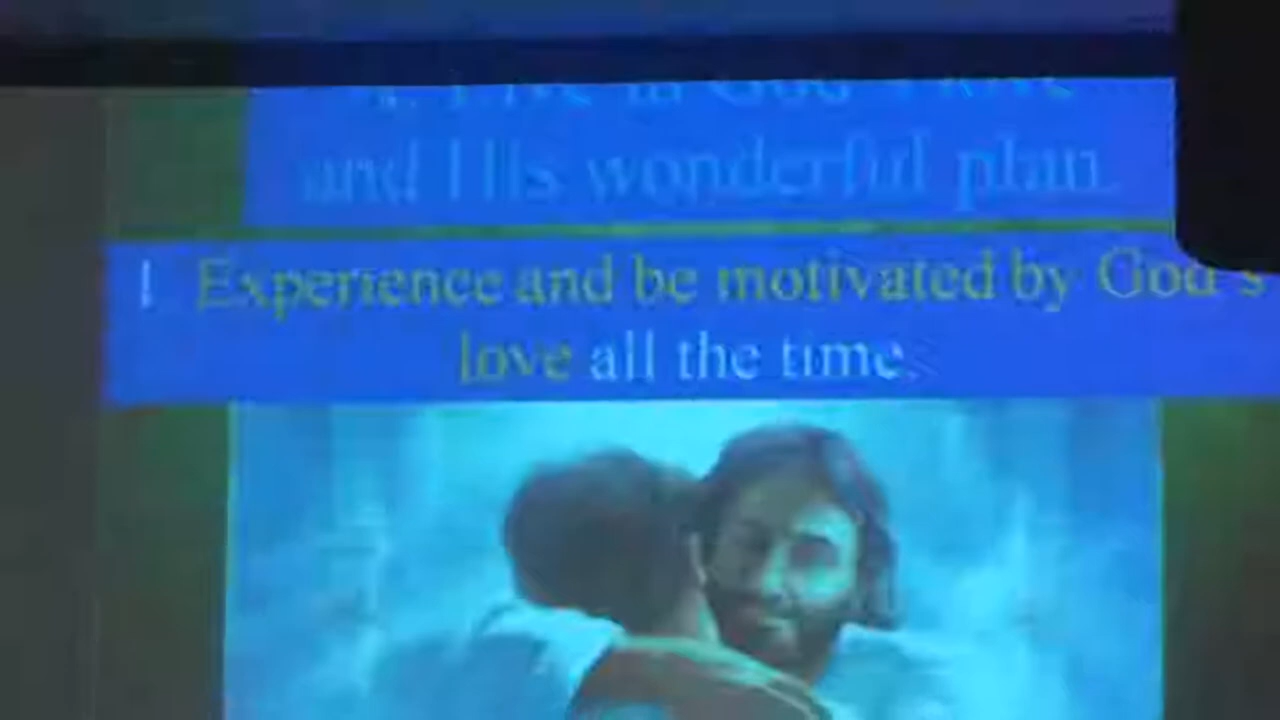 and His wonderful plan.
1 Experience and be motivated by God's
love all the time.